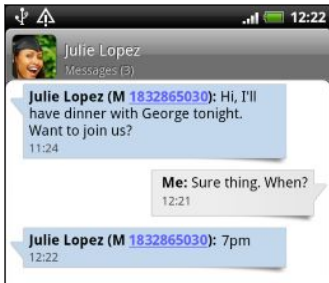 12:22
Julie Lopez
Messages (3)
Julie Lopez (M 1832865030): Hi, I'll
have dinner with George tonight.
Want to join us?
11:24
Me: Sure thing. When?
12:21
Julie Lopez (M 1832865030): 7pm
12:22